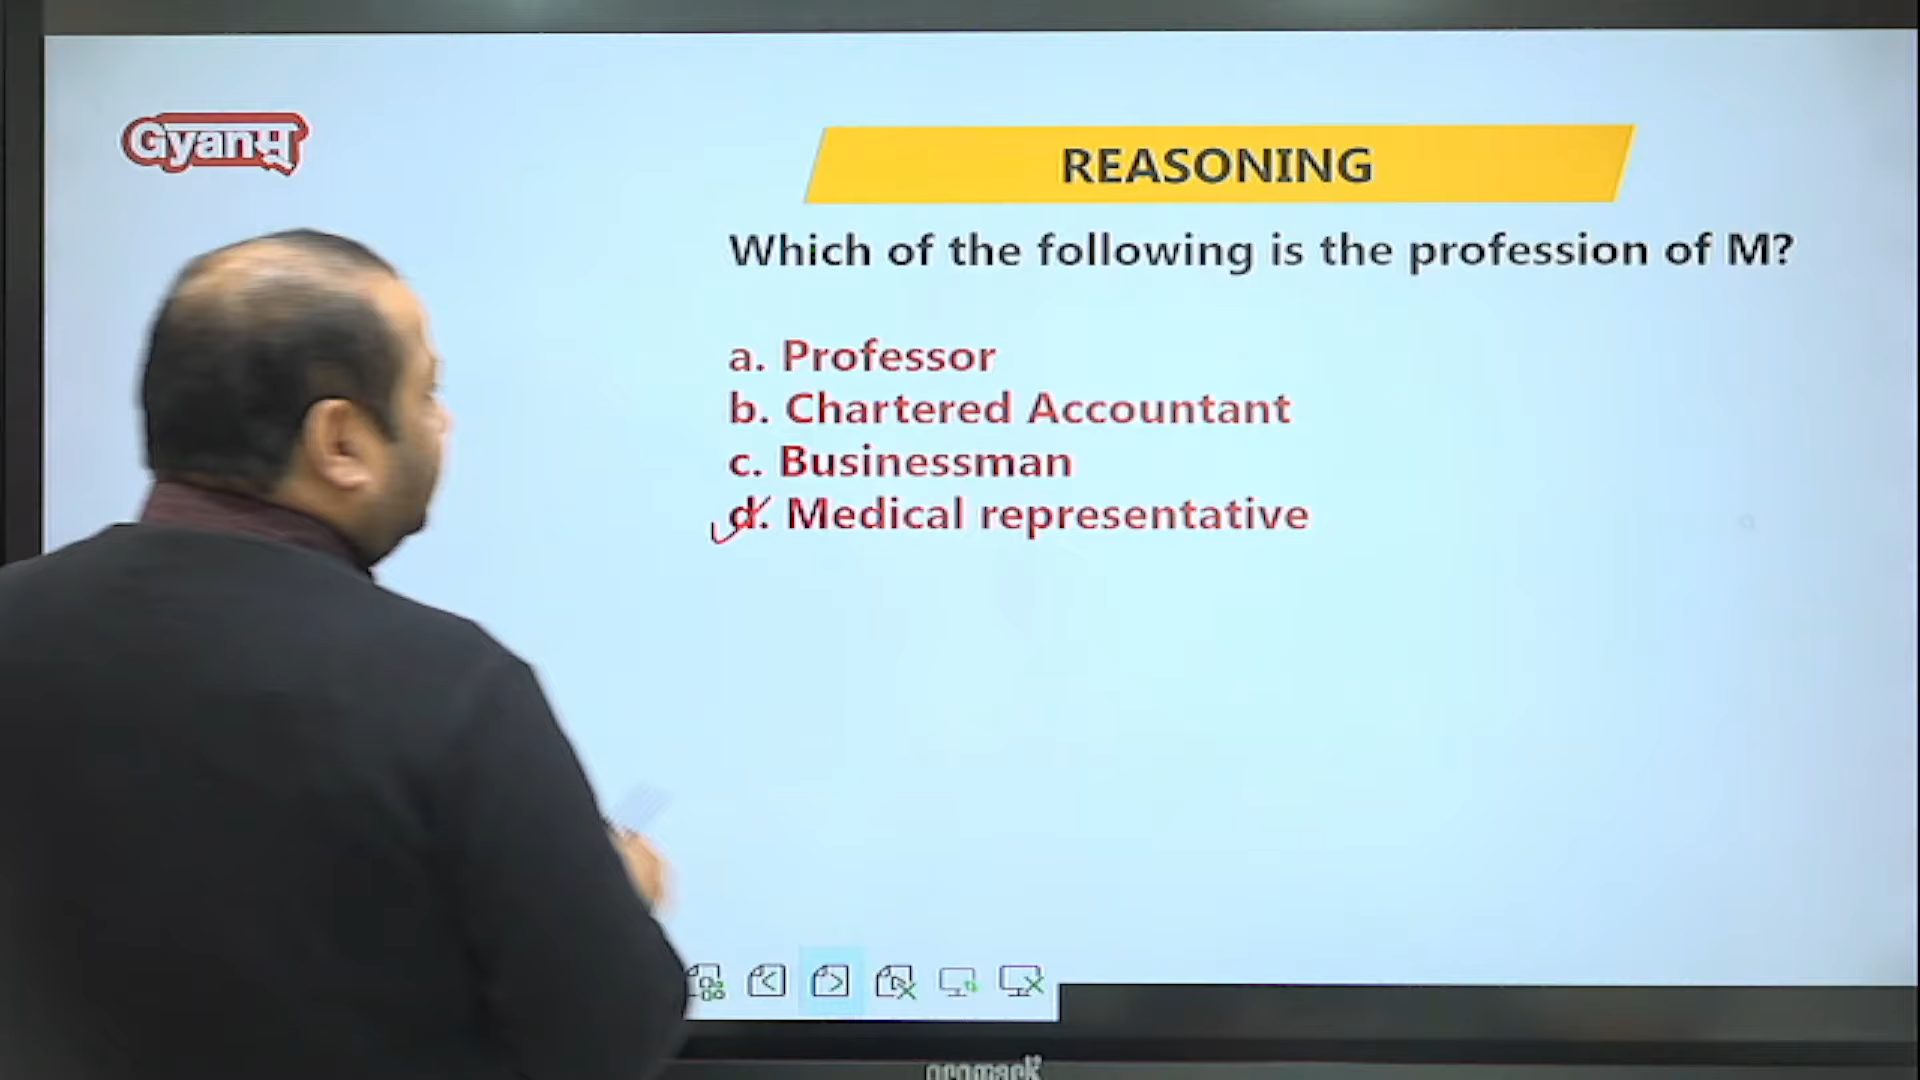 Gyanम्
REASONING
Which of the following is the profession of M?
a. Professor
b. Chartered Accountant
c. Businessman
d. Medical representative